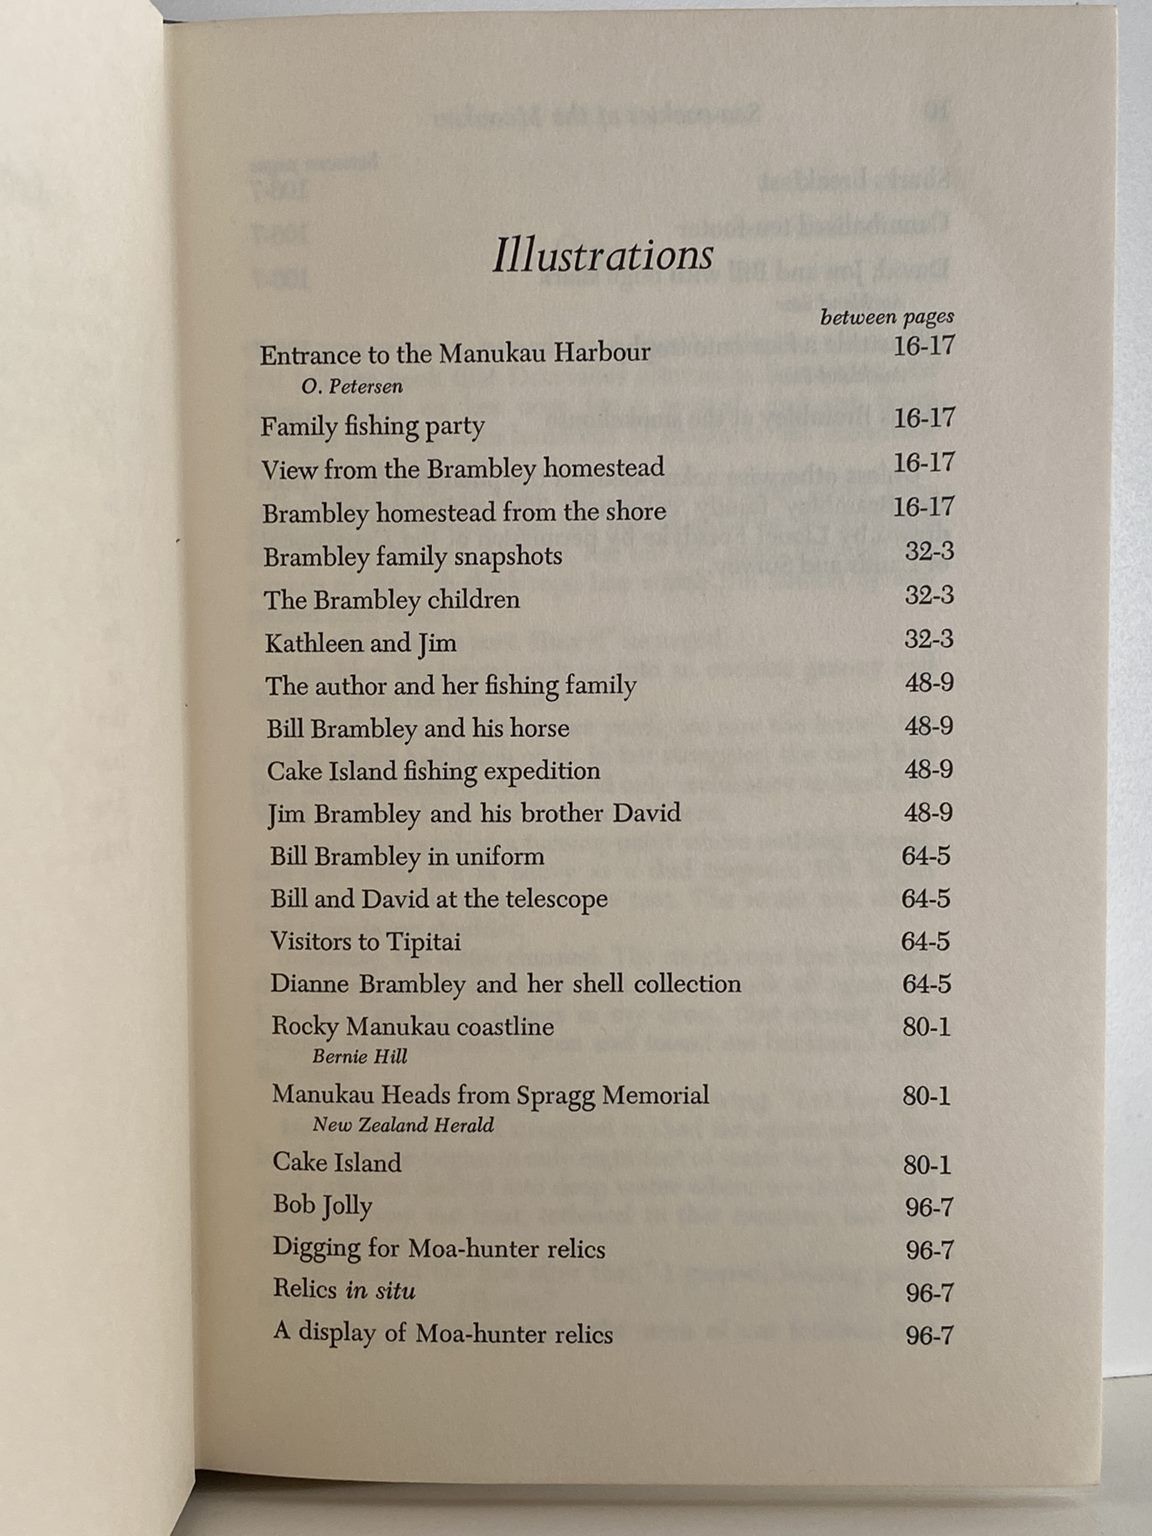 Illustrations
between pages
Entrance to the Manukau Harbour 16-17
O. Petersen
Family fishing party 16-17
View from the Brambley homestead 16-17
Brambley homestead from the shore 16-17
Brambley family snapshots 32-3
The Brambley children 32-3
Kathleen and Jim 32-3
The author and her fishing family 48-9
Bill Brambley and his horse 48-9
Cake Island fishing expedition 48-9
Jim Brambley and his brother David 48-9
Bill Brambley in uniform 64-5
Bill and David at the telescope 64-5
Visitors to Tipitai 64-5
Dianne Brambley and her shell collection 64-5
Rocky Manukau coastline 80-1
Bernie Hill
Manukau Heads from Spragg Memorial 80-1
New Zealand Herald
Cake Island 80-1
Bob Jolly 96-7
Digging for Moa-hunter relics 96-7
Relics in situ 96-7
A display of Moa-hunter relics 96-7